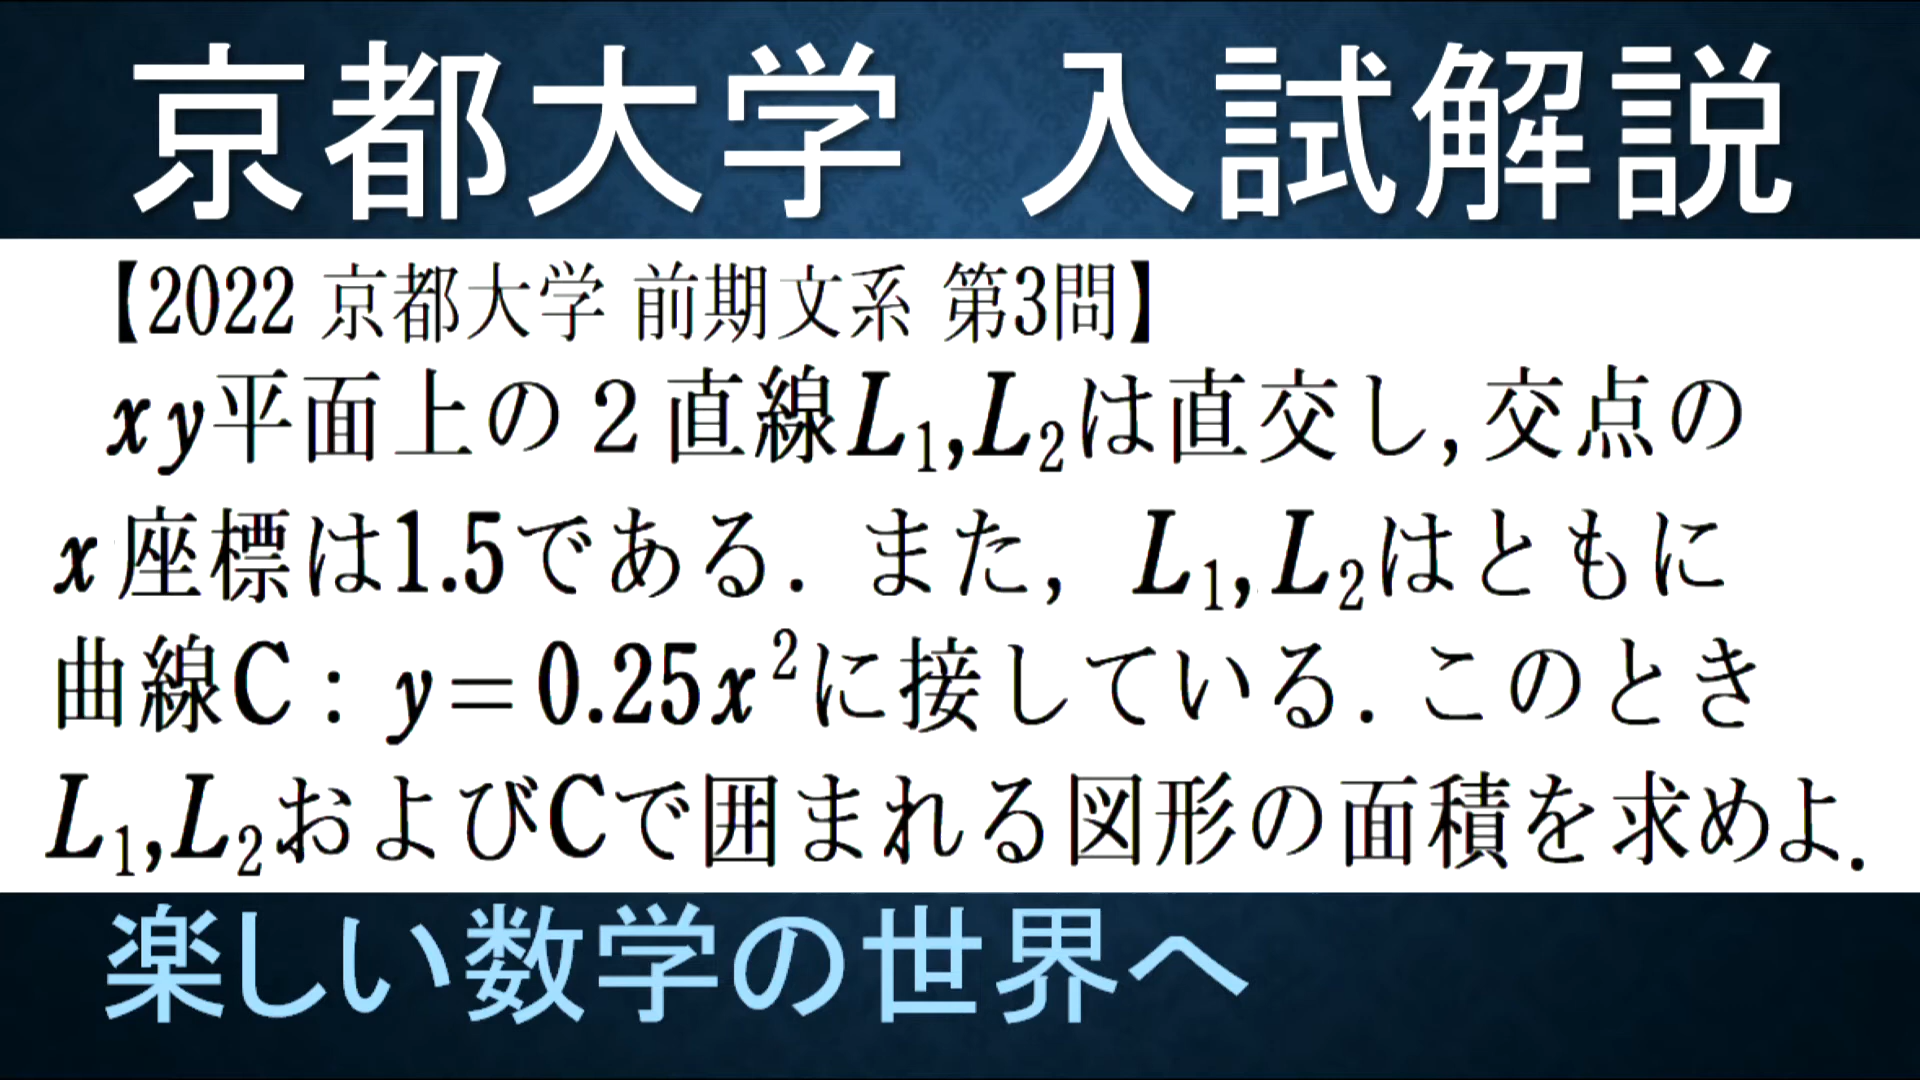 京都大学 入試解説
【2022 京都大学 前期文系 第3問】
xy平面上の2直線L₁,L₂は直交し,交点の
x座標は1.5である. また, L₁,L₂はともに
曲線C : y=0.25x²に接している. このとき
L₁,L₂およびCで囲まれる図形の面積を求めよ.
楽しい数学の世界へ